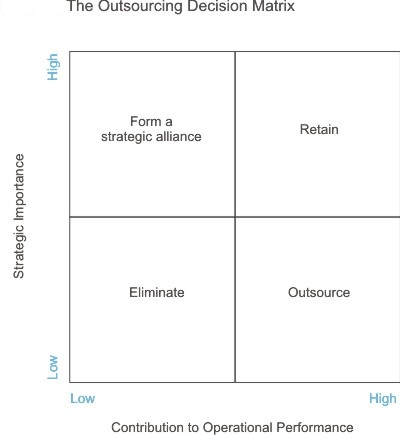 The Outsourcing Decision Matrix
High
Form a
strategic alliance
Retain
Strategic Importance
Eliminate
Outsource
Low
Low
High
Contribution to Operational Performance